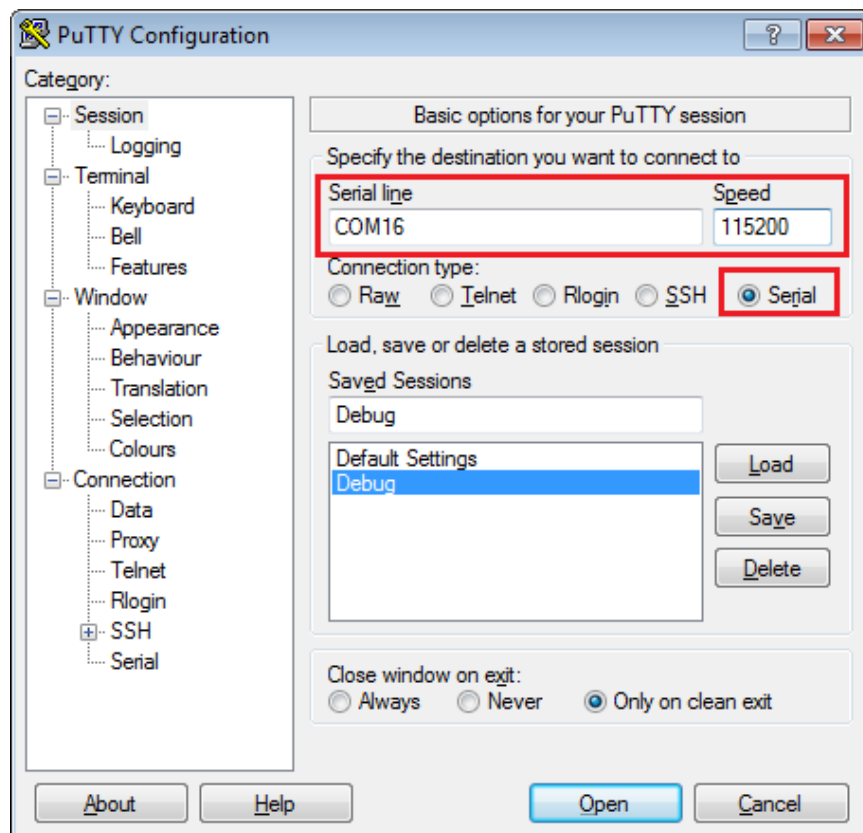 PuTTY Configuration
Category:
Session
Logging
Terminal
Keyboard
Bell
Features
Window
Appearance
Behaviour
Translation
Selection
Colours
Connection
Data
Proxy
Telnet
Rlogin
SSH
Serial
Basic options for your PuTTY session
Specify the destination you want to connect to
Serial line Speed
COM16 115200
Connection type:
Raw Telnet Rlogin SSH Serial
Load, save or delete a stored session
Saved Sessions
Debug
Default Settings
Debug
Load
Save
Delete
Close window on exit:
Always Never Only on clean exit
About Help Open Cancel